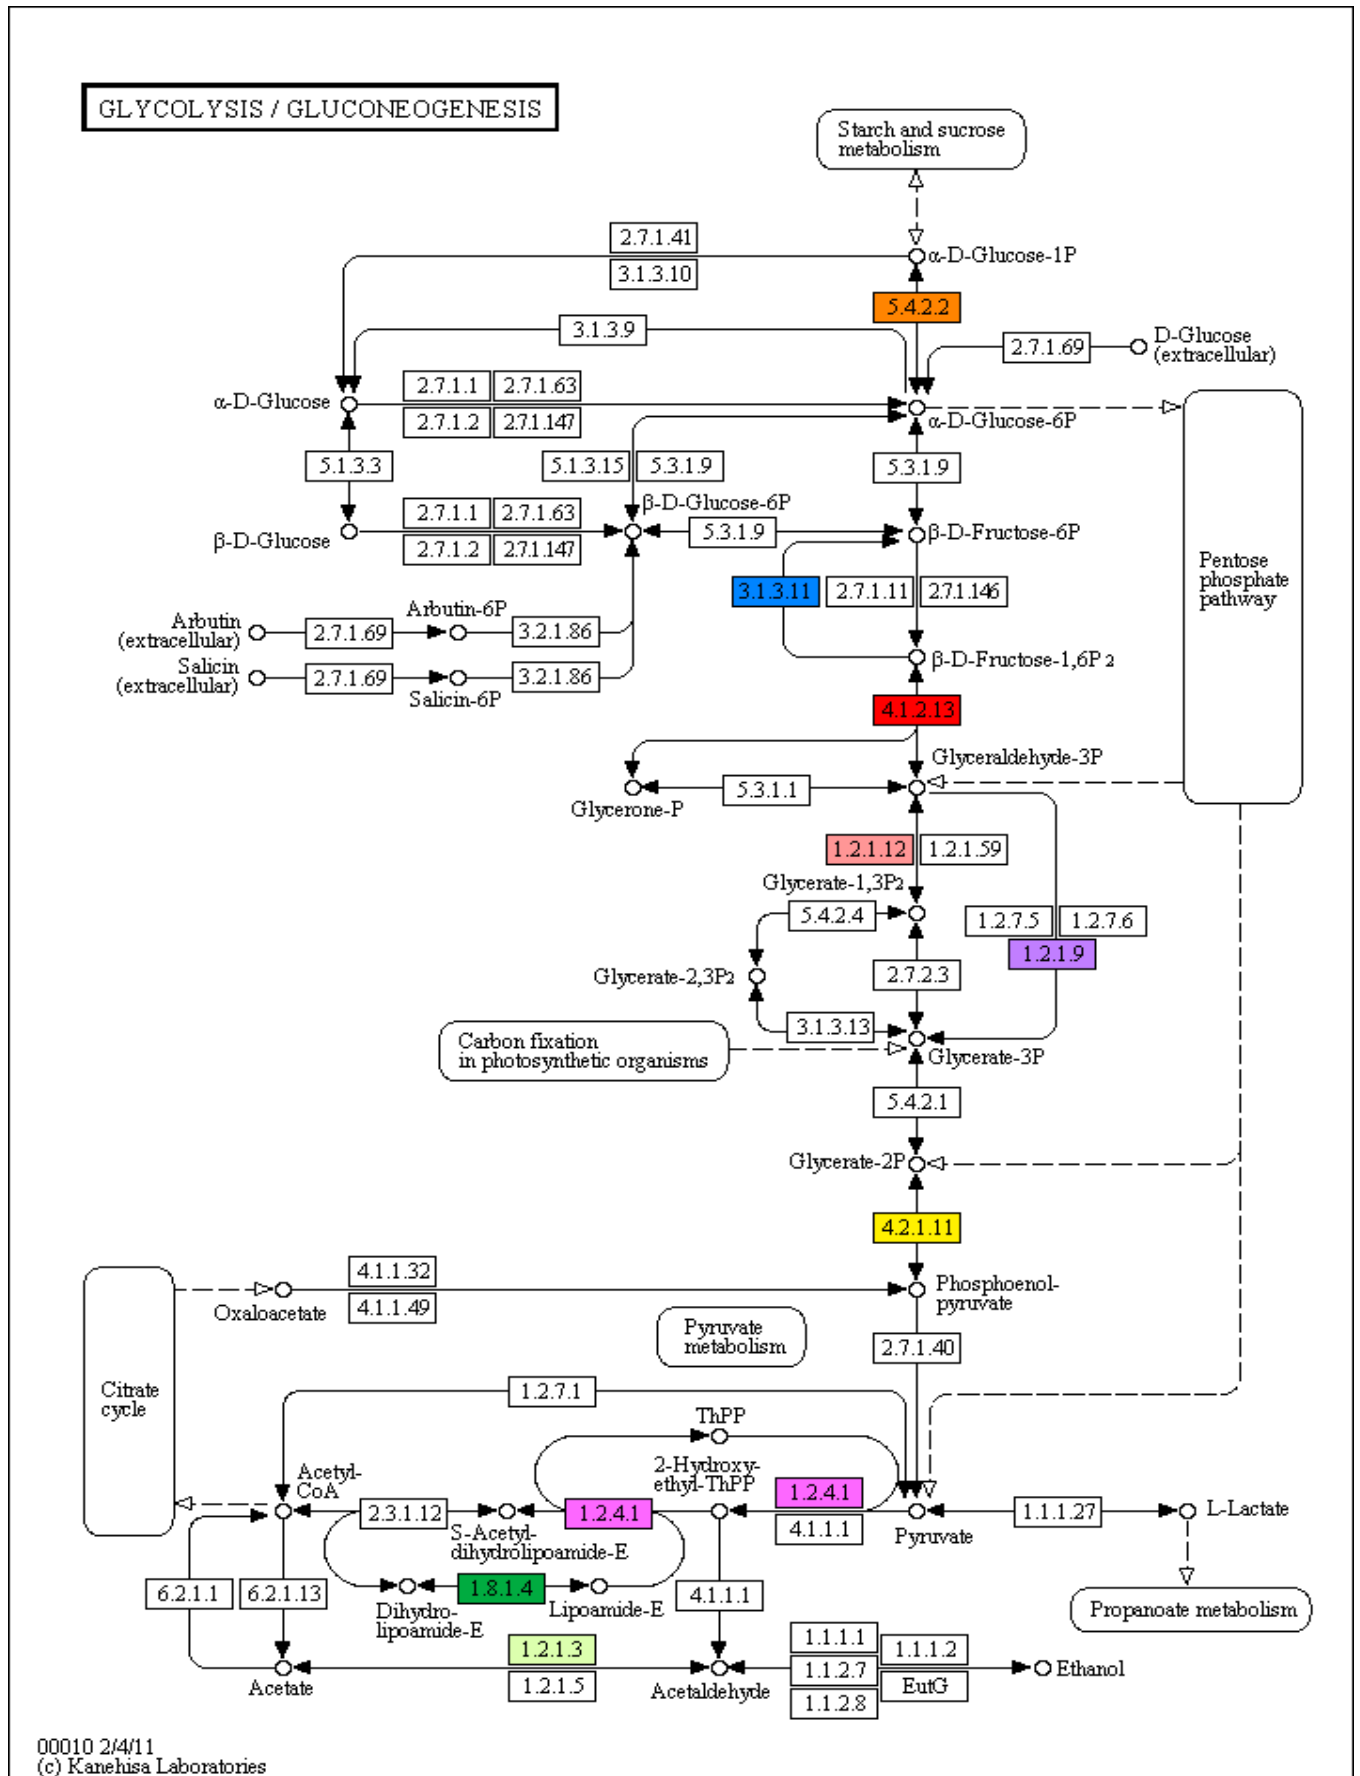 GLYCOLYSIS / GLUCONEOGENESIS
Starch and sucrose
metabolism
2.7.1.41
α-D-Glucose-1P
3.1.3.10
5.4.2.2
3.1.3.9
2.7.1.69
D-Glucose
(extracellular)
2.7.1.1
2.7.1.63
α-D-Glucose
2.7.1.2
2.7.1.147
α-D-Glucose-6P
5.1.3.3
5.1.3.15
5.3.1.9
5.3.1.9
β-D-Glucose-6P
2.7.1.1
2.7.1.63
β-D-Glucose
5.3.1.9
β-D-Fructose-6P
2.7.1.2
2.7.1.147
Pentose
phosphate
pathway
3.1.3.11
2.7.1.11
2.7.1.146
Arbutin
(extracellular)
2.7.1.69
Arbutin-6P
3.2.1.86
Salicin
(extracellular)
2.7.1.69
Salicin-6P
3.2.1.86
β-D-Fructose-1,6P2
4.1.2.13
Glyceraldehyde-3P
5.3.1.1
Glycerone-P
1.2.1.12
1.2.1.59
Glycerate-1,3P2
5.4.2.4
1.2.7.5
1.2.7.6
1.2.1.9
Glycerate-2,3P2
2.7.2.3
3.1.3.13
Carbon fixation
in photosynthetic organisms
Glycerate-3P
5.4.2.1
Glycerate-2P
4.2.1.11
4.1.1.32
Oxaloacetate
4.1.1.49
Phosphoenol-
pyruvate
Pyruvate
metabolism
2.7.1.40
Citrate
cycle
1.2.7.1
ThPP
Acetyl-
CoA
2-Hydroxy-
ethyl-ThPP
1.2.4.1
2.3.1.12
S-Acetyl-
dihydrolipoamide-E
1.2.4.1
4.1.1.1
Pyruvate
1.1.1.27
L-Lactate
6.2.1.1
6.2.1.13
1.8.1.4
Dihydro-
lipoamide-E
Lipoamide-E
4.1.1.1
Propanoate metabolism
1.2.1.3
Acetate
1.2.1.5
Acetaldehyde
1.1.1.1
1.1.1.2
1.1.2.7
EutG
1.1.2.8
Ethanol
00010 2/4/11
(c) Kanehisa Laboratories